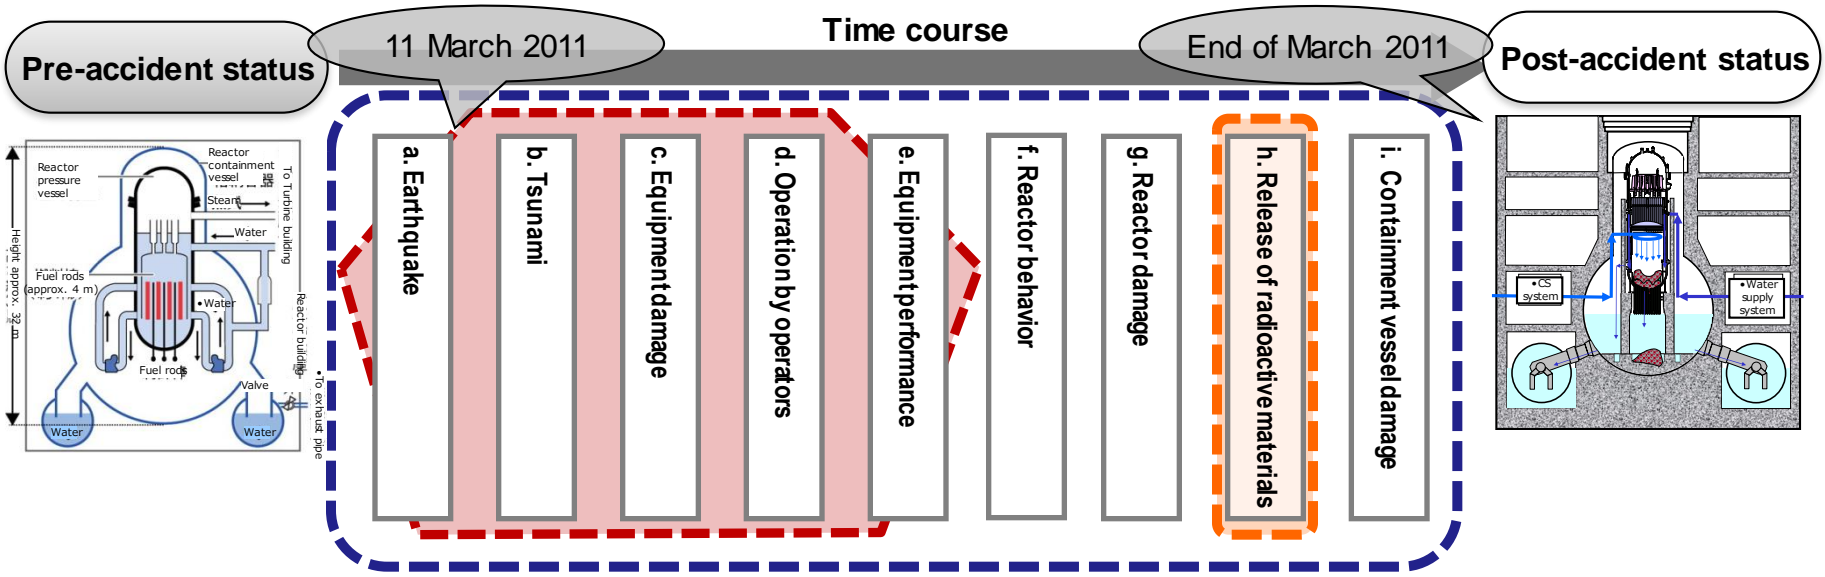 Time course
Pre-accident status
11 March 2011
End of March 2011
Post-accident status
Reactor
pressure
vessel
Reactor
containment
vessel
Steam
Water
To Turbine building
Height approx. 32 m
Fuel rods
(approx. 4 m)
•Water
Reactor building
Fuel rods
Valve
Water
Water
•To exhaust pipe
a. Earthquake
b. Tsunami
c. Equipment damage
d. Operation by operators
e. Equipment performance
f. Reactor behavior
g. Reactor damage
h. Release of radioactive materials
i. Containment vessel damage
•CS
system
•Water
supply
system